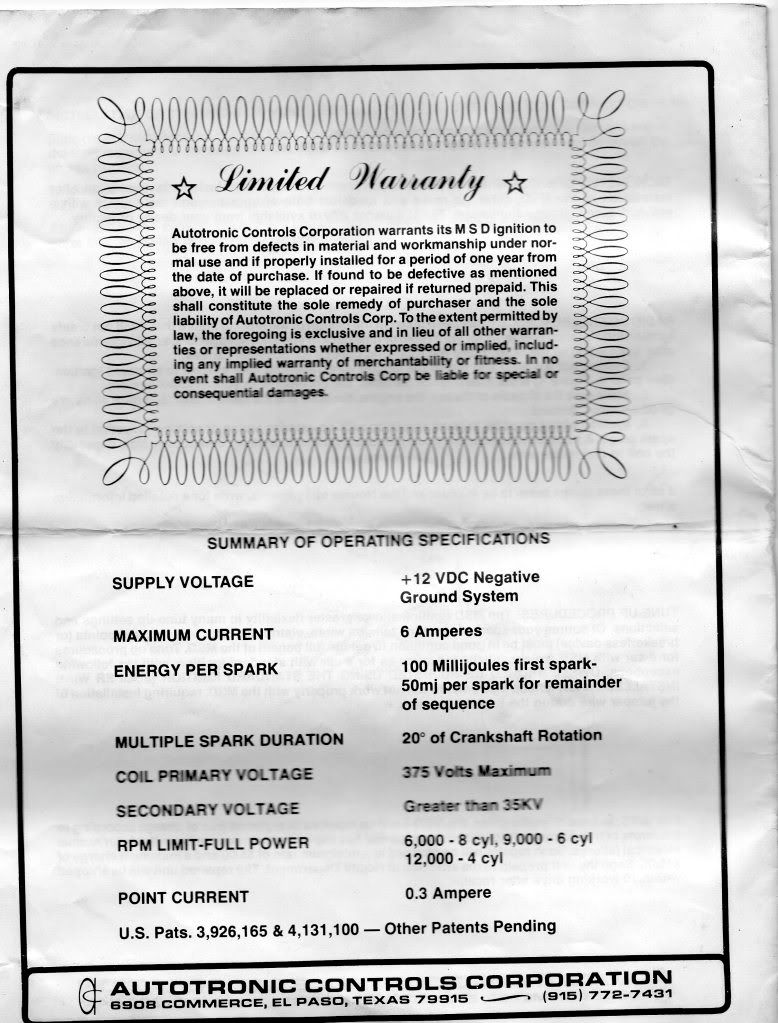 Limited Warranty
Autotronic Controls Corporation warrants its M S D ignition to
be free from defects in material and workmanship under nor-
mal use and if properly installed for a period of one year from
the date of purchase. If found to be defective as mentioned
above, it will be replaced or repaired if returned prepaid. This
shall constitute the sole remedy of purchaser and the sole
liability of Autotronic Controls Corp. To the extent permitted by
law, the foregoing is exclusive and in lieu of all other warran-
ties or representations whether expressed or implied, includ-
ing any implied warranty of merchantability or fitness. In no
event shall Autotronic Controls Corp be liable for special or
consequential damages.
SUMMARY OF OPERATING SPECIFICATIONS
SUPPLY VOLTAGE +12 VDC Negative
Ground System
MAXIMUM CURRENT 6 Amperes
ENERGY PER SPARK 100 Millijoules first spark-
50mj per spark for remainder
of sequence
MULTIPLE SPARK DURATION 20° of Crankshaft Rotation
COIL PRIMARY VOLTAGE 375 Volts Maximum
SECONDARY VOLTAGE Greater than 35KV
RPM LIMIT-FULL POWER 6,000 - 8 cyl, 9,000 - 6 cyl
12,000 - 4 cyl
POINT CURRENT 0.3 Ampere
U.S. Pats. 3,926,165 & 4,131,100 — Other Patents Pending
AUTOTRONIC CONTROLS CORPORATION
6908 COMMERCE, EL PASO, TEXAS 79915 (915) 772-7431